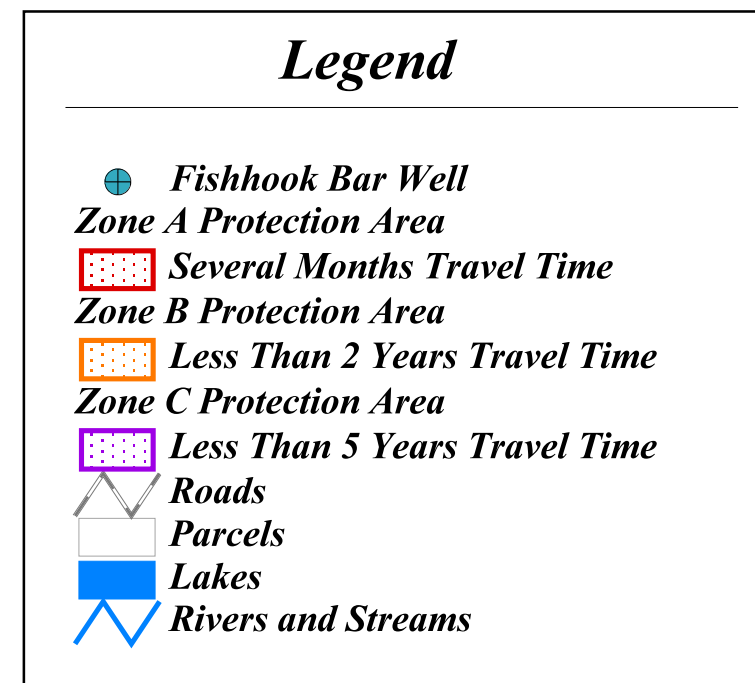 Legend
Fishhook Bar Well
Zone A Protection Area
Several Months Travel Time
Zone B Protection Area
Less Than 2 Years Travel Time
Zone C Protection Area
Less Than 5 Years Travel Time
Roads
Parcels
Lakes
Rivers and Streams